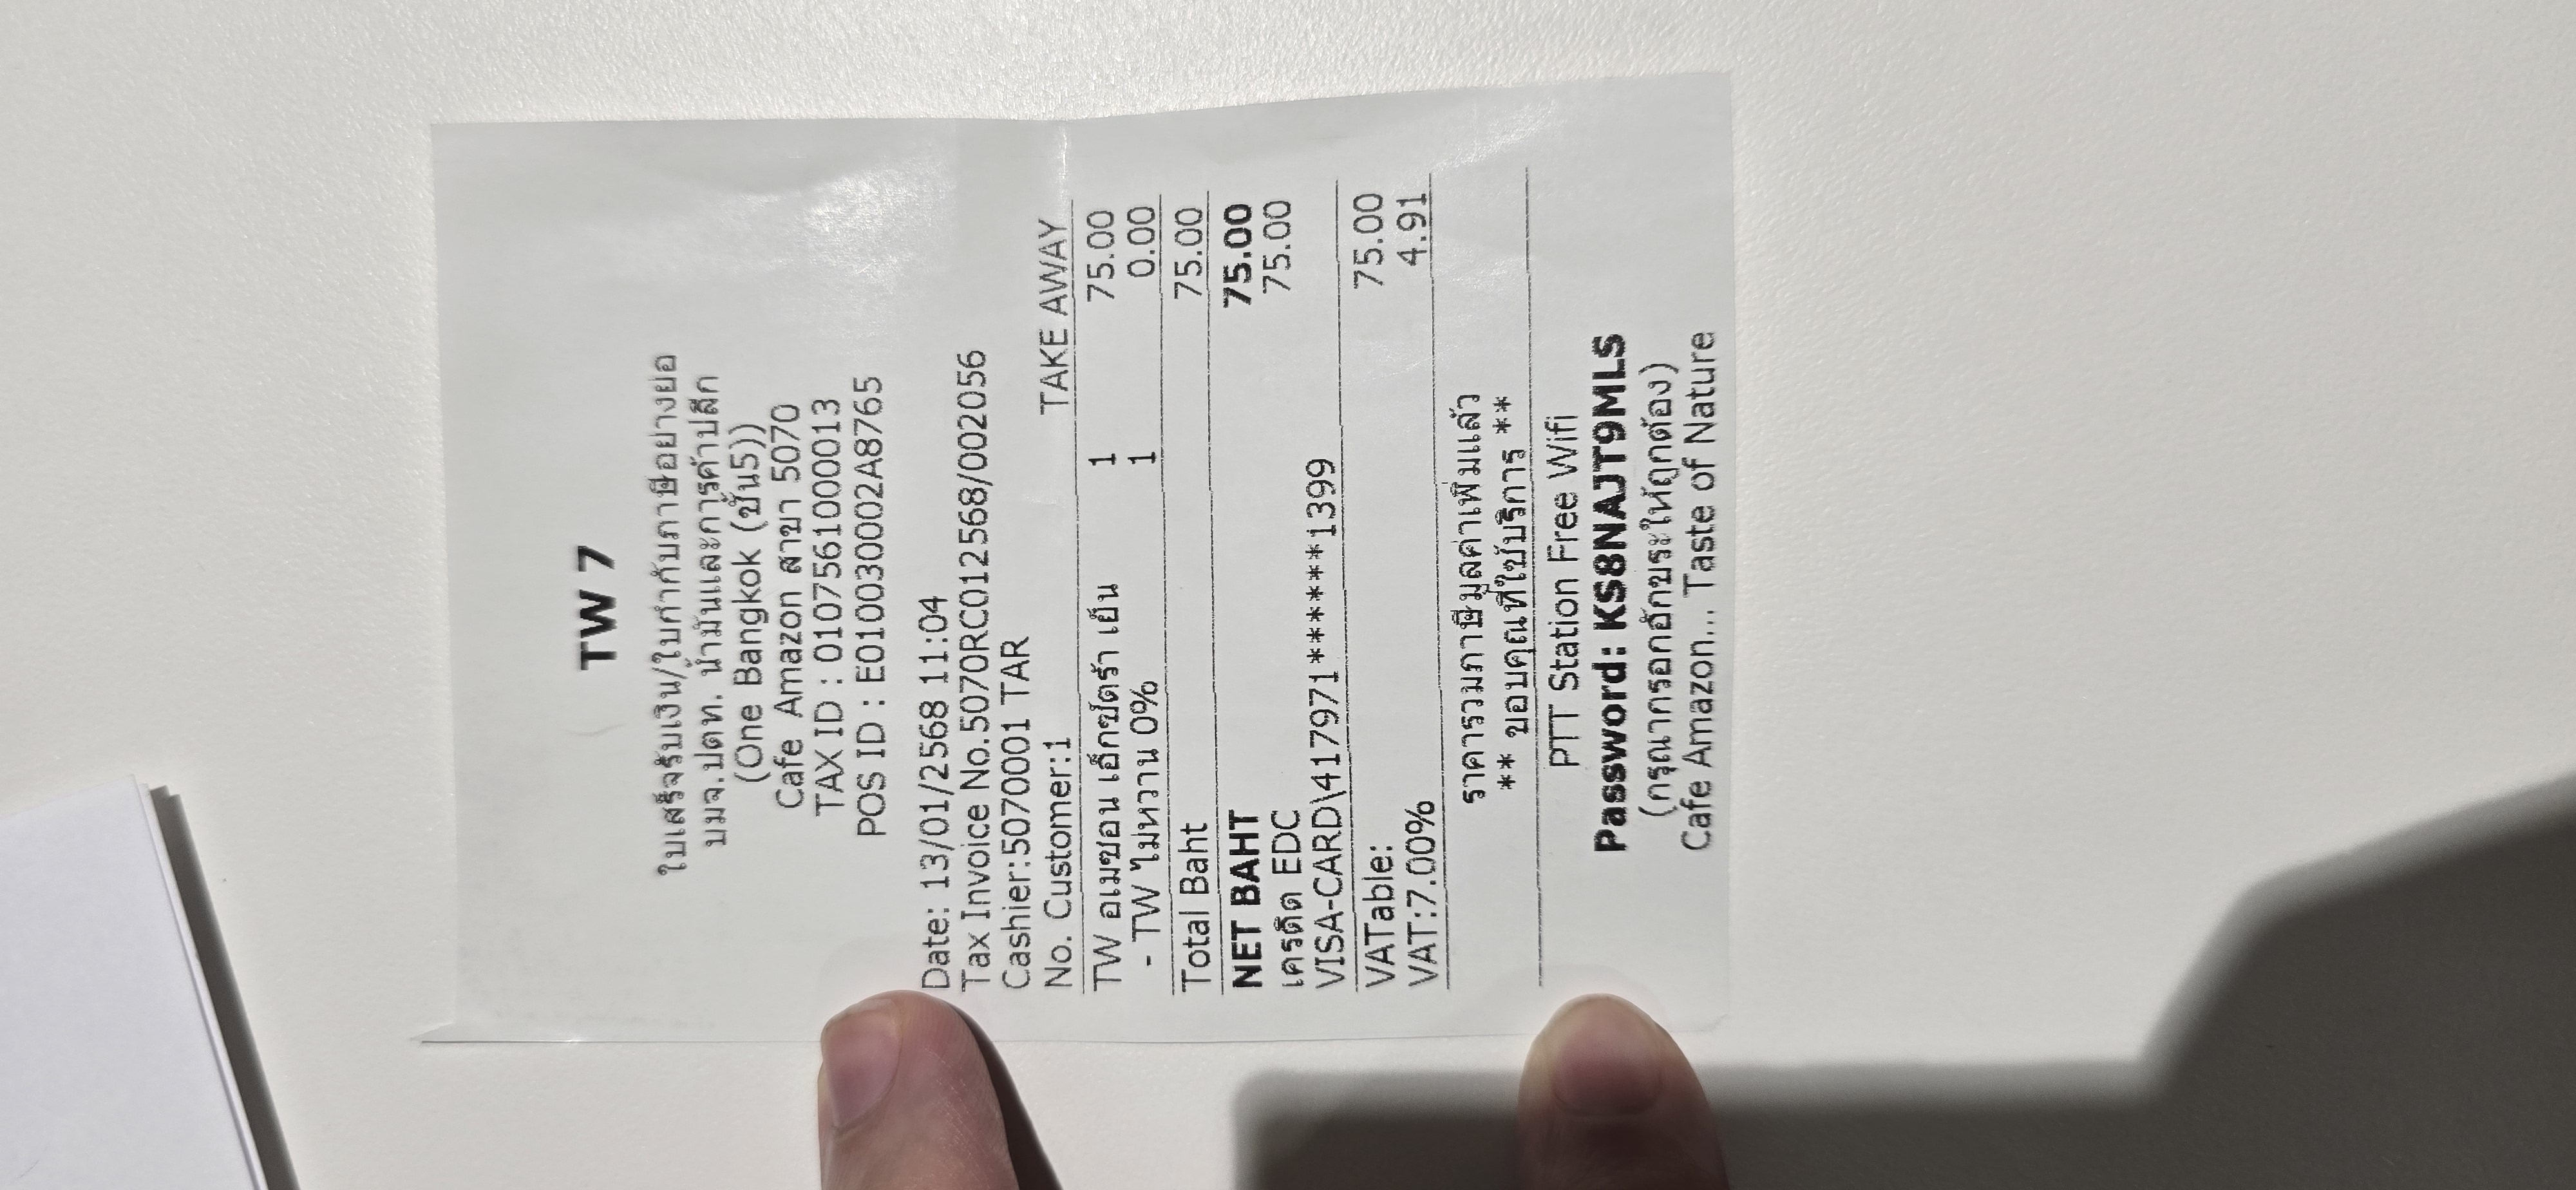 TW 7
ใบเสร็จรับเงิน/ใบกำกับภาษีอย่างย่อ
บมจ.ปตท. น้ำมันและการค้าปลีก
(One Bangkok (ชั้น5))
Cafe Amazon สาขา 5070
TAX ID : 0107561000013
POS ID : E010030002A8765
Date: 13/01/2568 11:04
Tax Invoice No.5070RC012568/002056
Cashier:5070001 TAR
No. Customer:1 TAKE AWAY
TW อเมซอน เอ็กซ์ตร้า เย็น 1 75.00
- TW ไม่หวาน 0% 1 0.00
Total Baht 75.00
NET BAHT 75.00
เครดิต EDC 75.00
VISA-CARD\417971******1399
VATable: 75.00
VAT:7.00% 4.91
ราคารวมภาษีมูลค่าเพิ่มแล้ว
** ขอบคุณที่ใช้บริการ **
PTT Station Free Wifi
Password: KS8NAJT9MLS
(กรุณากรอกอักขระให้ถูกต้อง)
Cafe Amazon... Taste of Nature